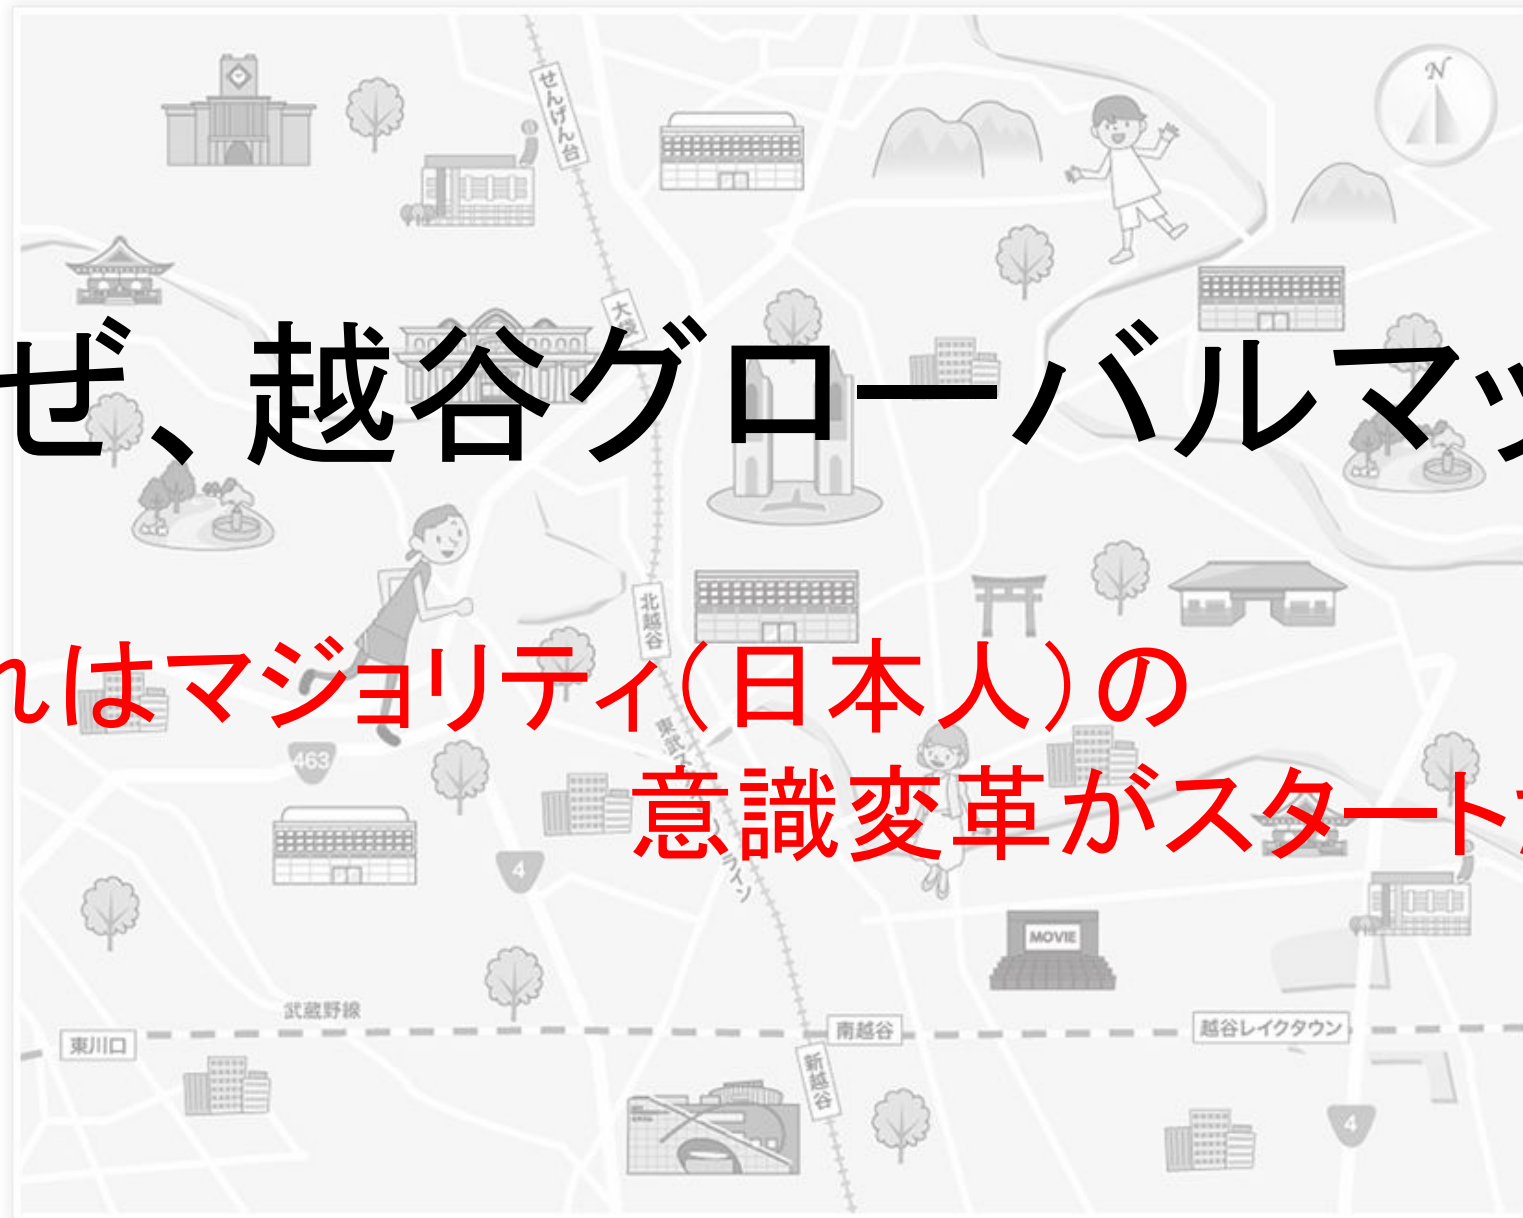 N
せんげん台
大袋
ぜ、越谷グローバルマッ
北越谷
れはマジョリティ(日本人)の
463
意識変革がスタート
4
MOVIE
武蔵野線
東川口
南越谷
越谷レイクタウン
新越谷
4